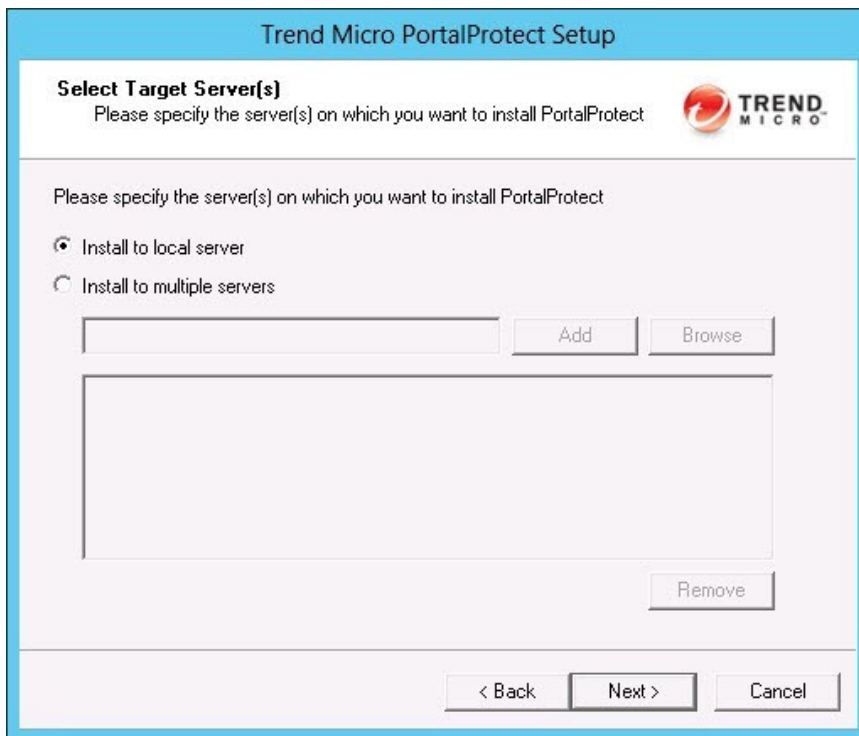 Trend Micro PortalProtect Setup
Select Target Server(s)
Please specify the server(s) on which you want to install PortalProtect
TREND
MICRO™
Please specify the server(s) on which you want to install PortalProtect
Install to local server
Install to multiple servers
Add
Browse
Remove
< Back
Next >
Cancel